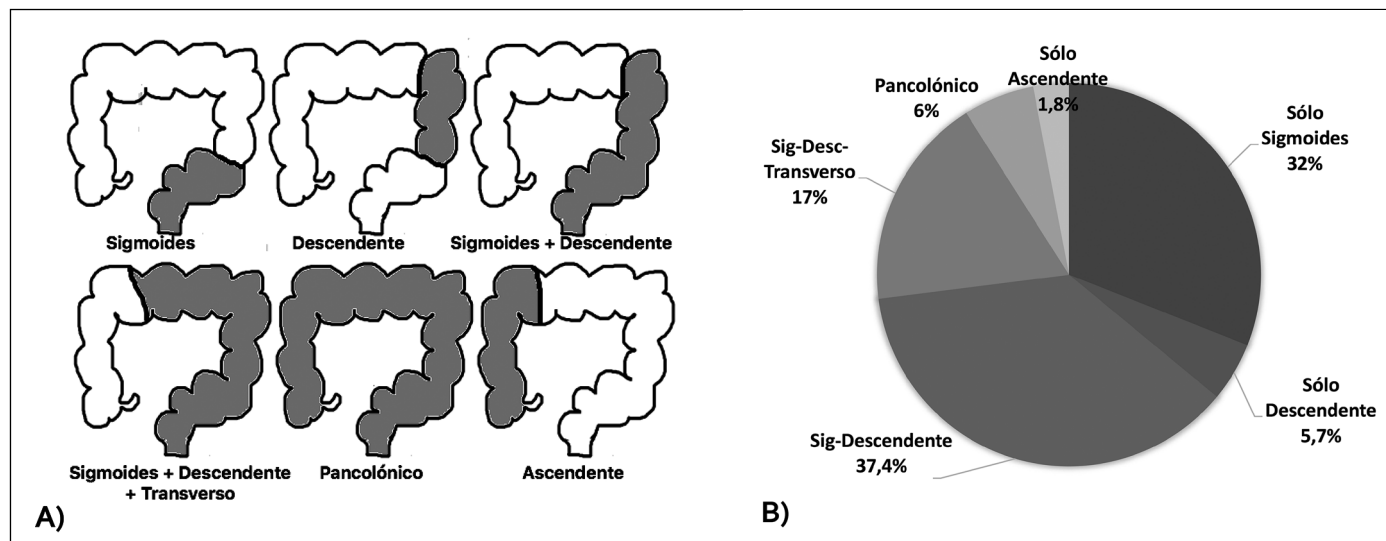 Sigmoides
Descendente
Sigmoides + Descendente
Sigmoides + Descendente
+ Transverso
Pancolónico
Ascendente
A)
Sólo
Ascendente
1,8%
Pancolónico
6%
Sig-Desc-
Transverso
17%
Sólo
Sigmoides
32%
Sólo
Descendente
5,7%
Sig-Descendente
37,4%
B)